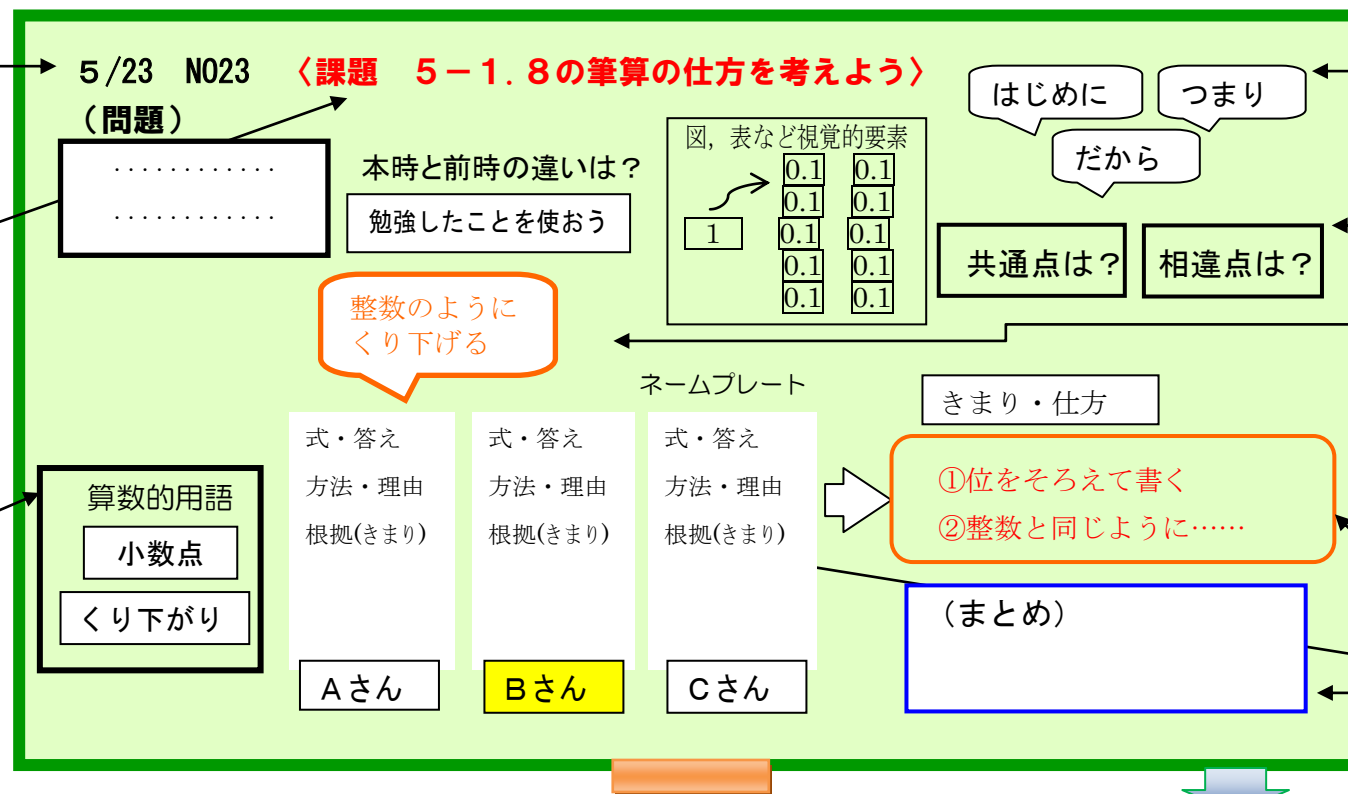 5/23 NO23 〈課題 5-1.8の筆算の仕方を考えよう〉
(問題)
............
............
本時と前時の違いは?
勉強したことを使おう
図,表など視覚的要素
1
0.1 0.1
0.1 0.1
0.1 0.1
0.1 0.1
0.1 0.1
はじめに
つまり
だから
共通点は?
相違点は?
整数のように
くり下げる
ネームプレート
算数的用語
小数点
くり下がり
式・答え
方法・理由
根拠(きまり)
Aさん
式・答え
方法・理由
根拠(きまり)
Bさん
式・答え
方法・理由
根拠(きまり)
Cさん
きまり・仕方
①位をそろえて書く
②整数と同じように……
(まとめ)